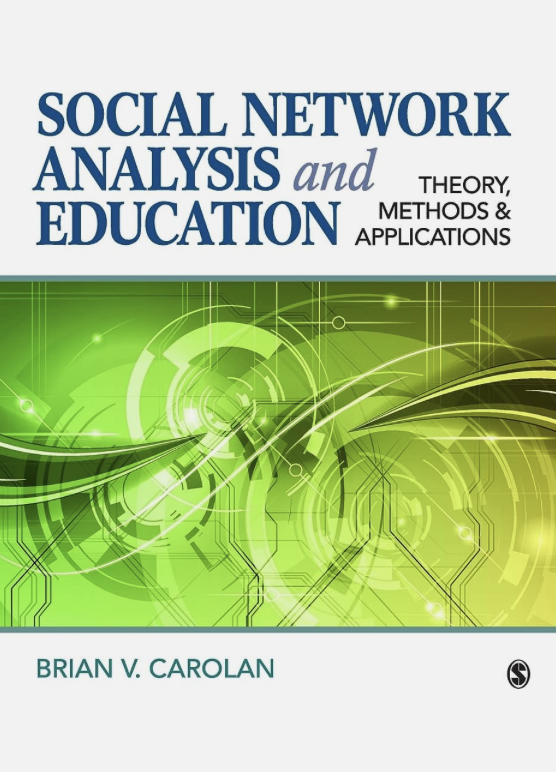 SOCIAL NETWORK
ANALYSIS and
EDUCATION
THEORY,
METHODS &
APPLICATIONS
BRIAN V. CAROLAN
S